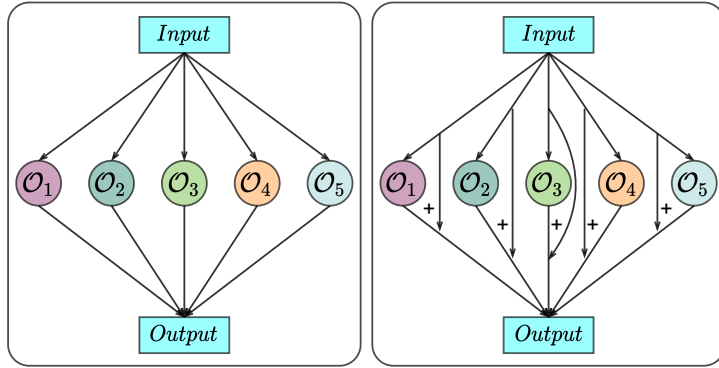 Input
O1 O2 O3 O4 O5
Output
Input
O1 O2 O3 O4 O5
+ + + + +
Output